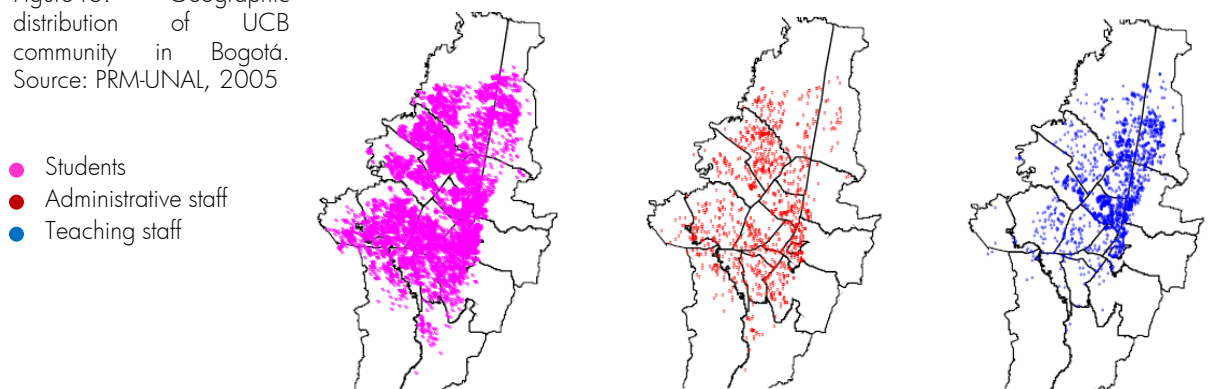 distribution of UCB
community in Bogotá.
Source: PRM-UNAL, 2005
Students
Administrative staff
Teaching staff